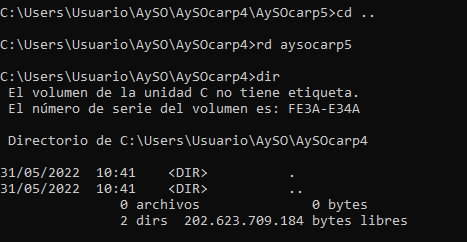 C:\Users\Usuario\AySO\AySOcarp4\AySOcarp5>cd ..
C:\Users\Usuario\AySO\AySOcarp4>rd aysocarp5
C:\Users\Usuario\AySO\AySOcarp4>dir
El volumen de la unidad C no tiene etiqueta.
El número de serie del volumen es: FE3A-E34A
Directorio de C:\Users\Usuario\AySO\AySOcarp4
31/05/2022  10:41    <DIR>          .
31/05/2022  10:41    <DIR>          ..
0 archivos              0 bytes
2 dirs  202.623.709.184 bytes libres